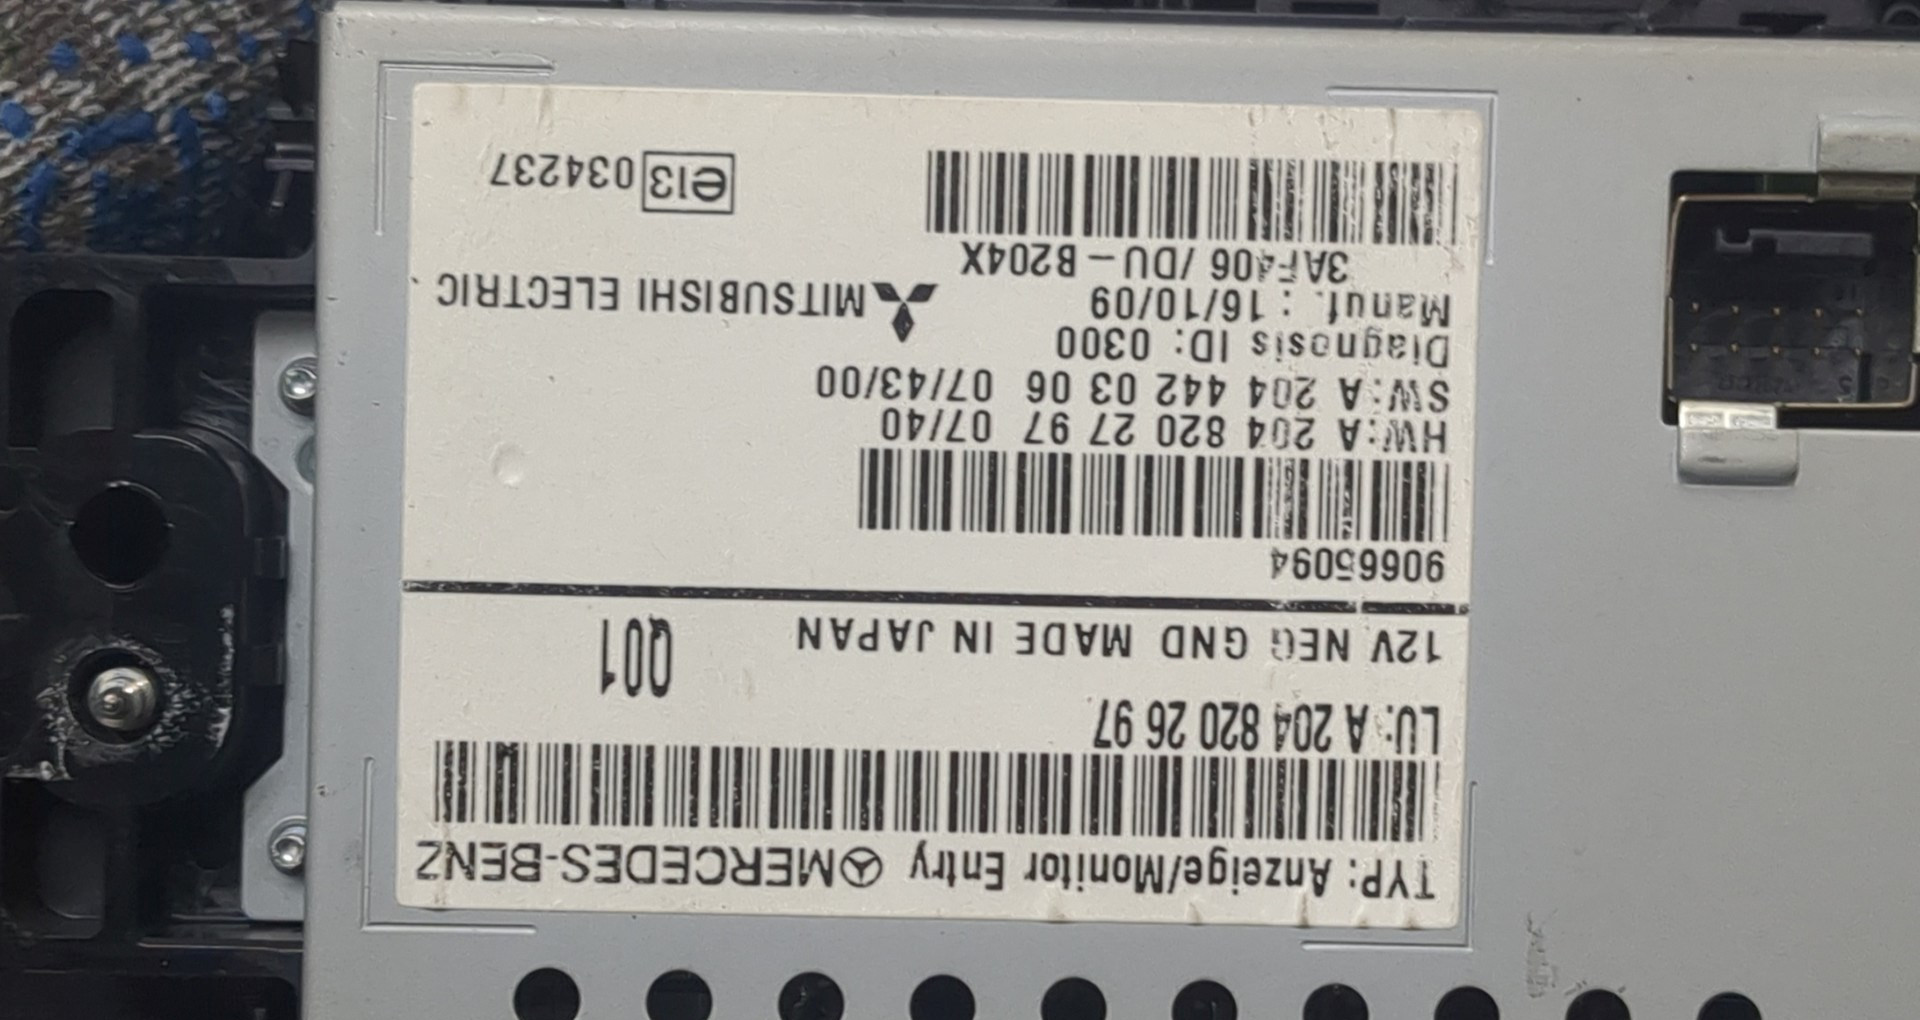 TYP: Anzeige/Monitor Entry MERCEDES-BENZ
LU: A 204 820 26 97
12V NEG GND MADE IN JAPAN
Q01
90665094
HW:A 204 820 27 97 07/40
SW:A 204 442 03 06 07/43/00
Diagnosis ID: 0300
Manuf. : 16/10/09
MITSUBISHI ELECTRIC
/DU-B204X
e13 034237